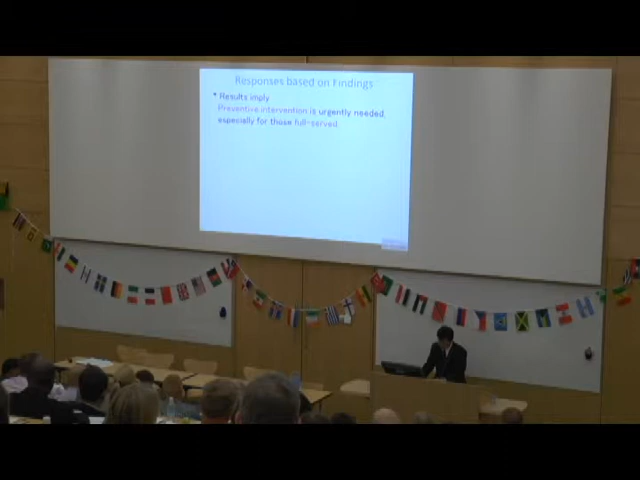 Responses based on Findings
• Results imply
Preventive intervention is urgently needed,
especially for those full-served.